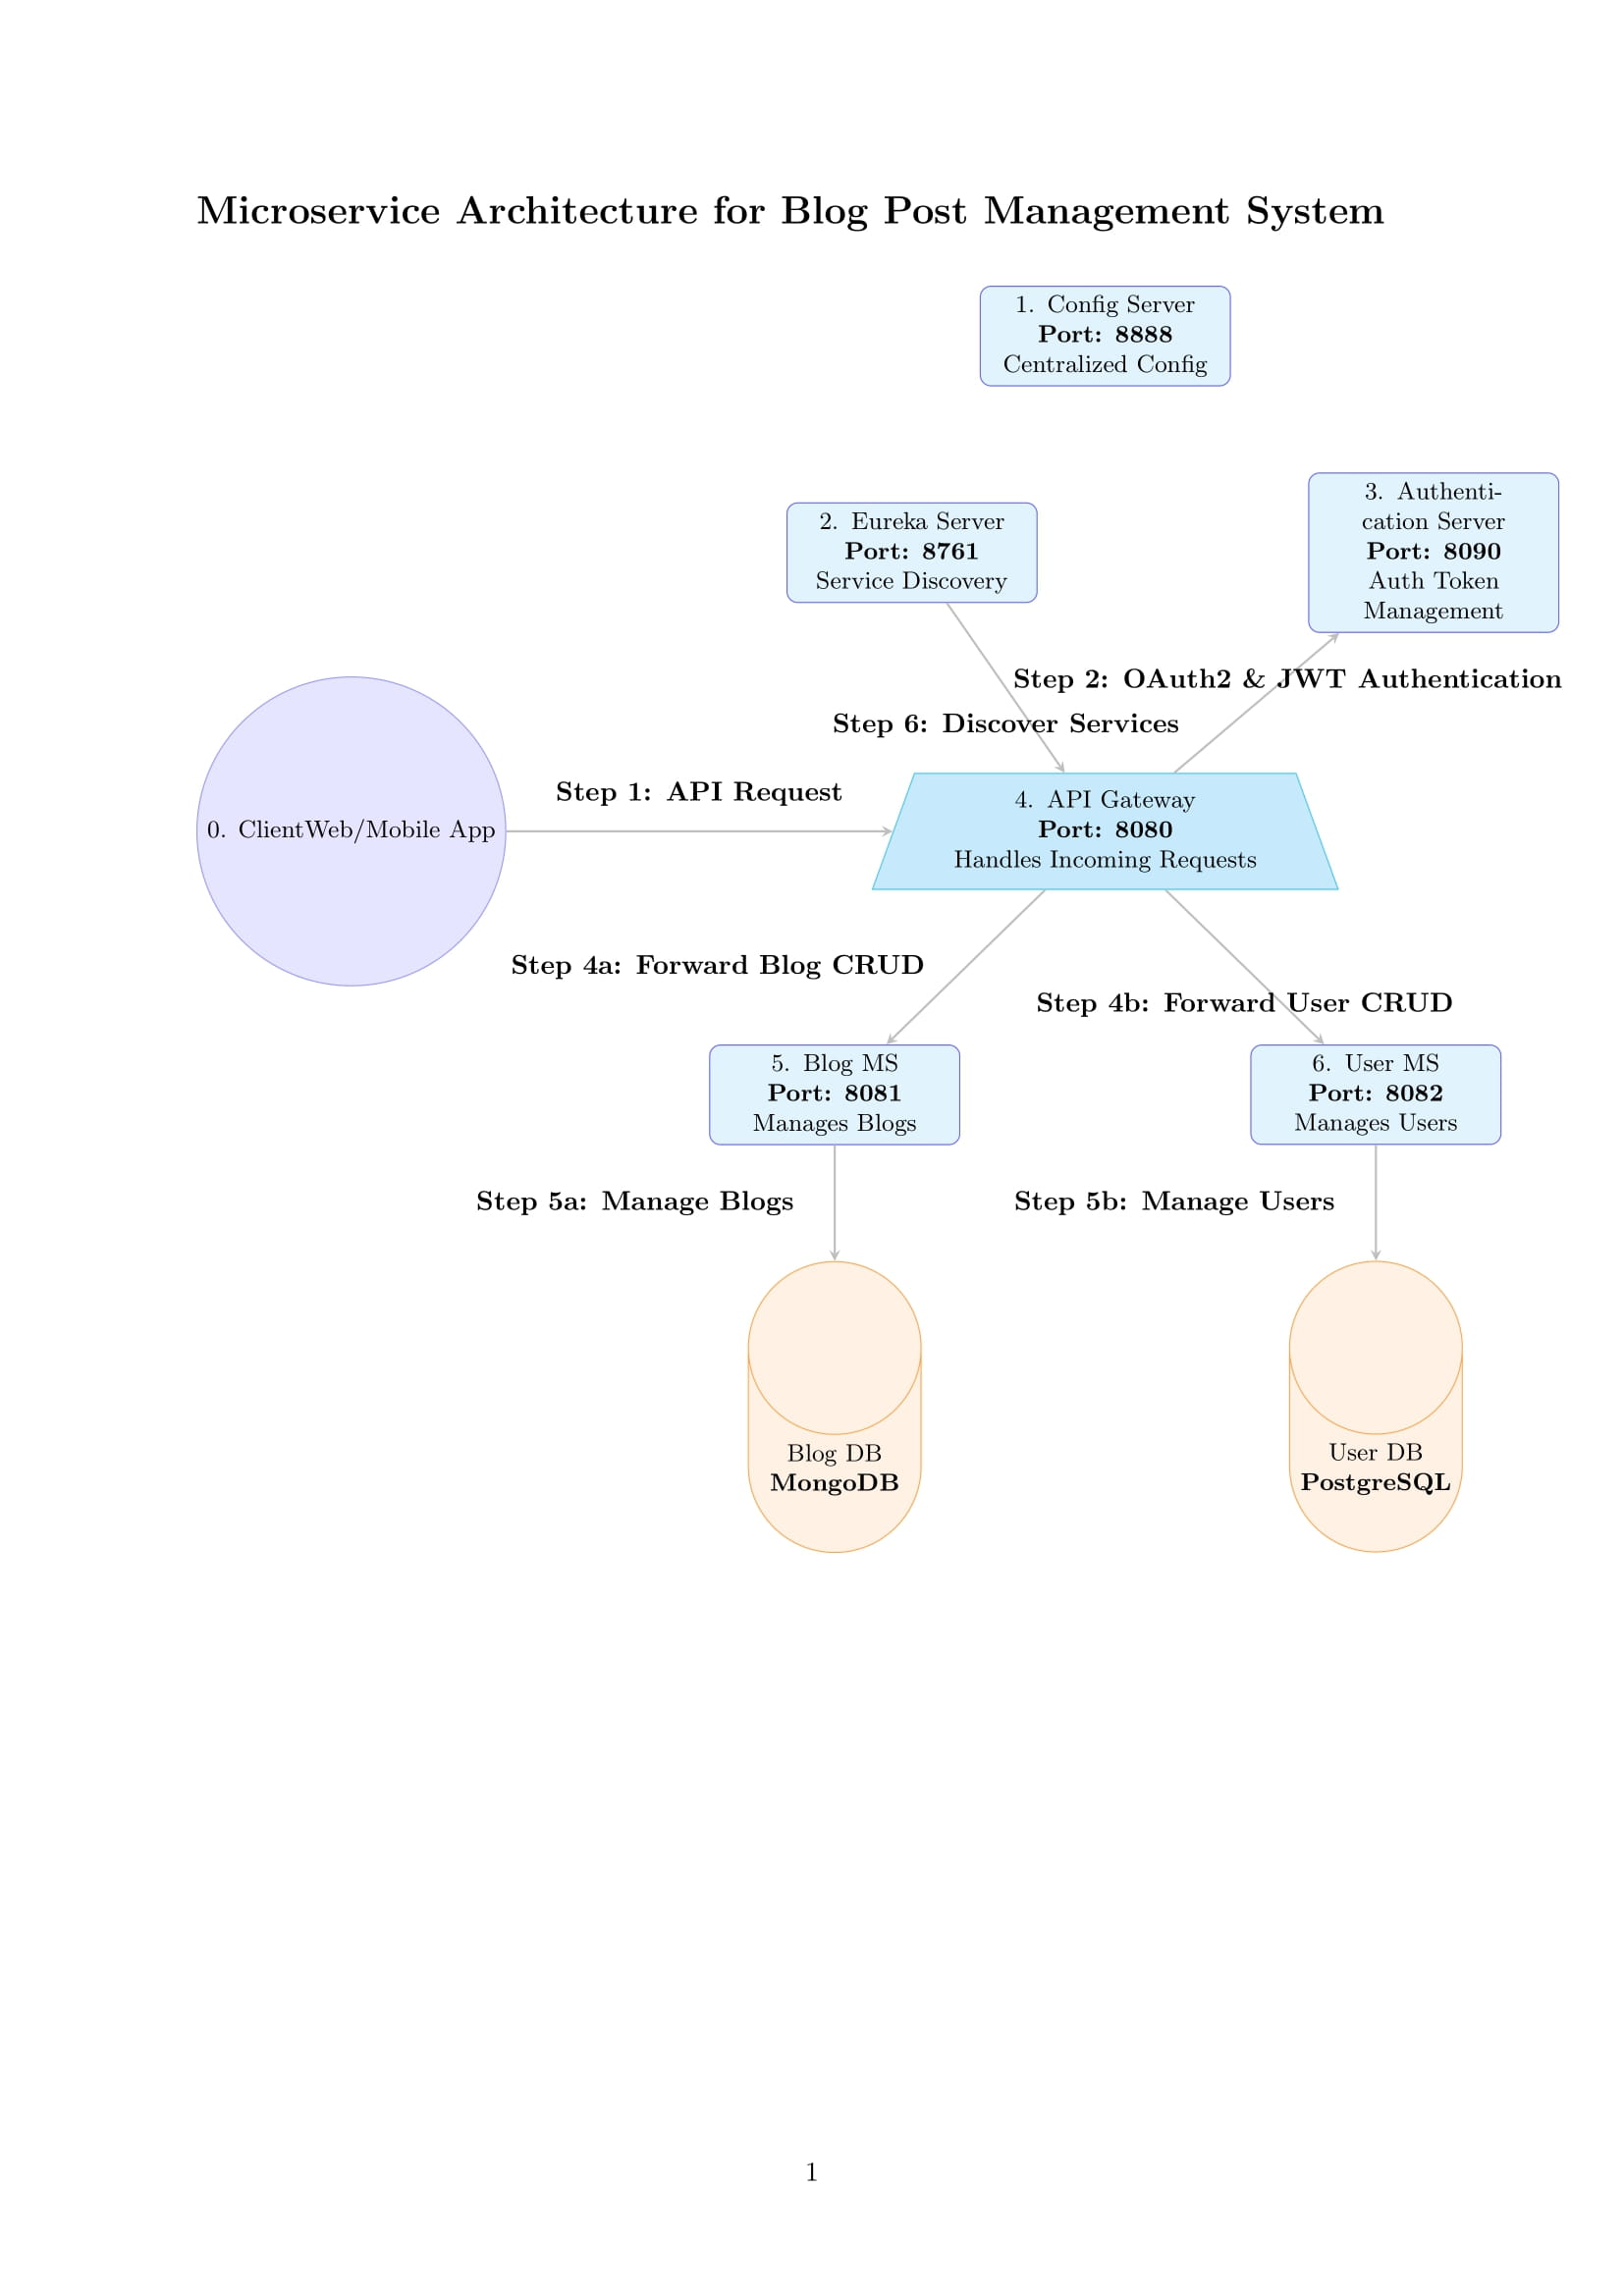 Microservice Architecture for Blog Post Management System
1. Config Server
Port: 8888
Centralized Config
2. Eureka Server
Port: 8761
Service Discovery
3. Authenti-
cation Server
Port: 8090
Auth Token
Management
Step 2: OAuth2 & JWT Authentication
Step 6: Discover Services
Step 1: API Request
0. ClientWeb/Mobile App
4. API Gateway
Port: 8080
Handles Incoming Requests
Step 4a: Forward Blog CRUD
Step 4b: Forward User CRUD
5. Blog MS
Port: 8081
Manages Blogs
6. User MS
Port: 8082
Manages Users
Step 5a: Manage Blogs
Step 5b: Manage Users
Blog DB
MongoDB
User DB
PostgreSQL
1